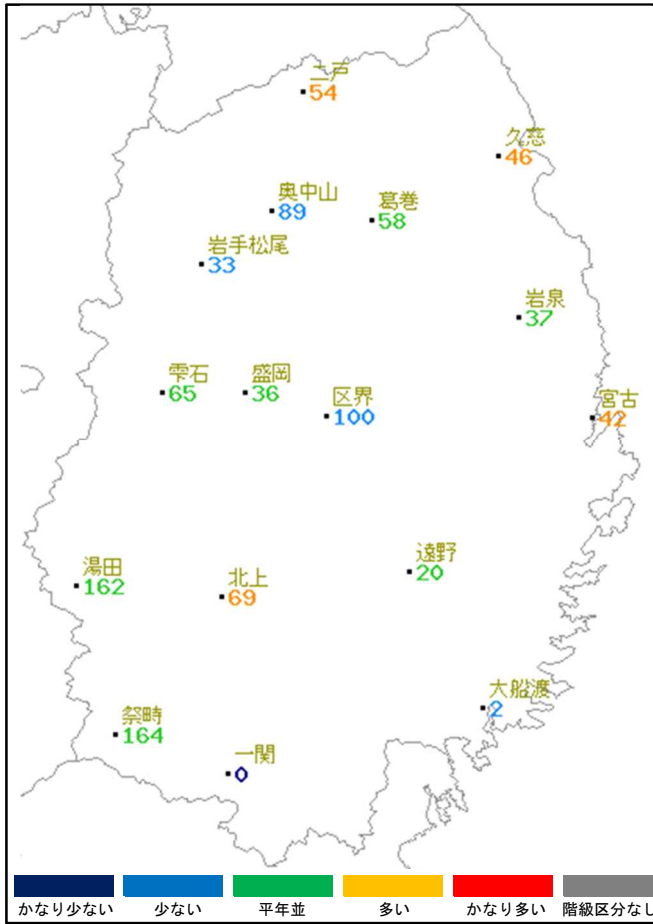 二戸
54
久慈
46
奥中山
89
葛巻
58
岩手松尾
33
岩泉
37
雫石
65
盛岡
36
区界
100
宮古
42
湯田
162
北上
69
遠野
20
大船渡
2
祭畤
164
一関
0
かなり少ない 少ない 平年並 多い かなり多い 階級区分なし